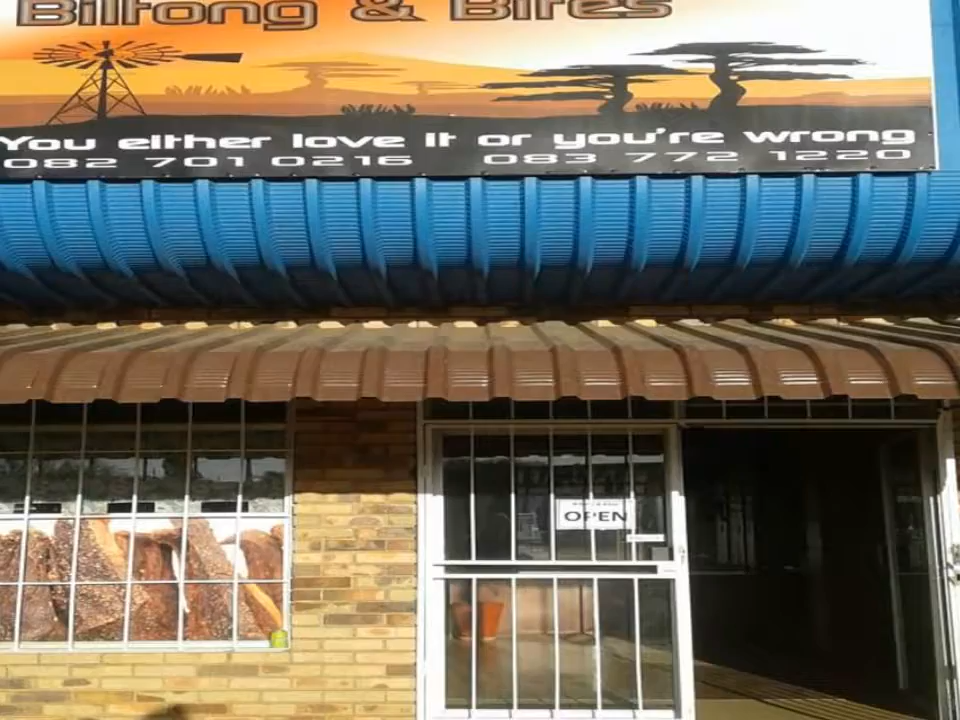 Biltong & Bites
You either love it or you're wrong
082 701 0216 083 772 1220
OPEN